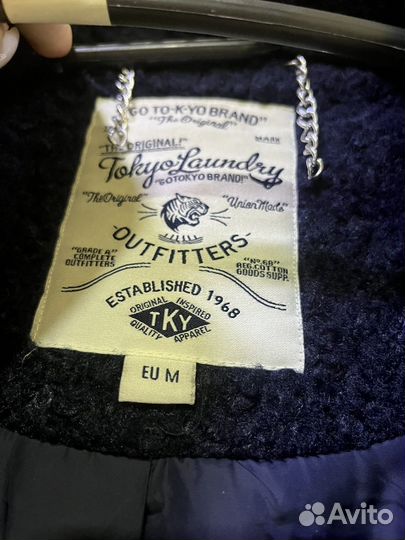 "GO TO-K-YO BRAND"
"The Original"
"THE ORIGINAL!" MARK
Tokyo Laundry
"GOTOKYO BRAND!"
"The Original" "Union Made"
OUTFITTERS
"GRADE A" COMPLETE OUTFITTERS
"No. 68" REG. COTTON GOODS SUPP.
ESTABLISHED 1968
ORIGINAL INSPIRED
TKY
QUALITY APPAREL
EU M
Avito